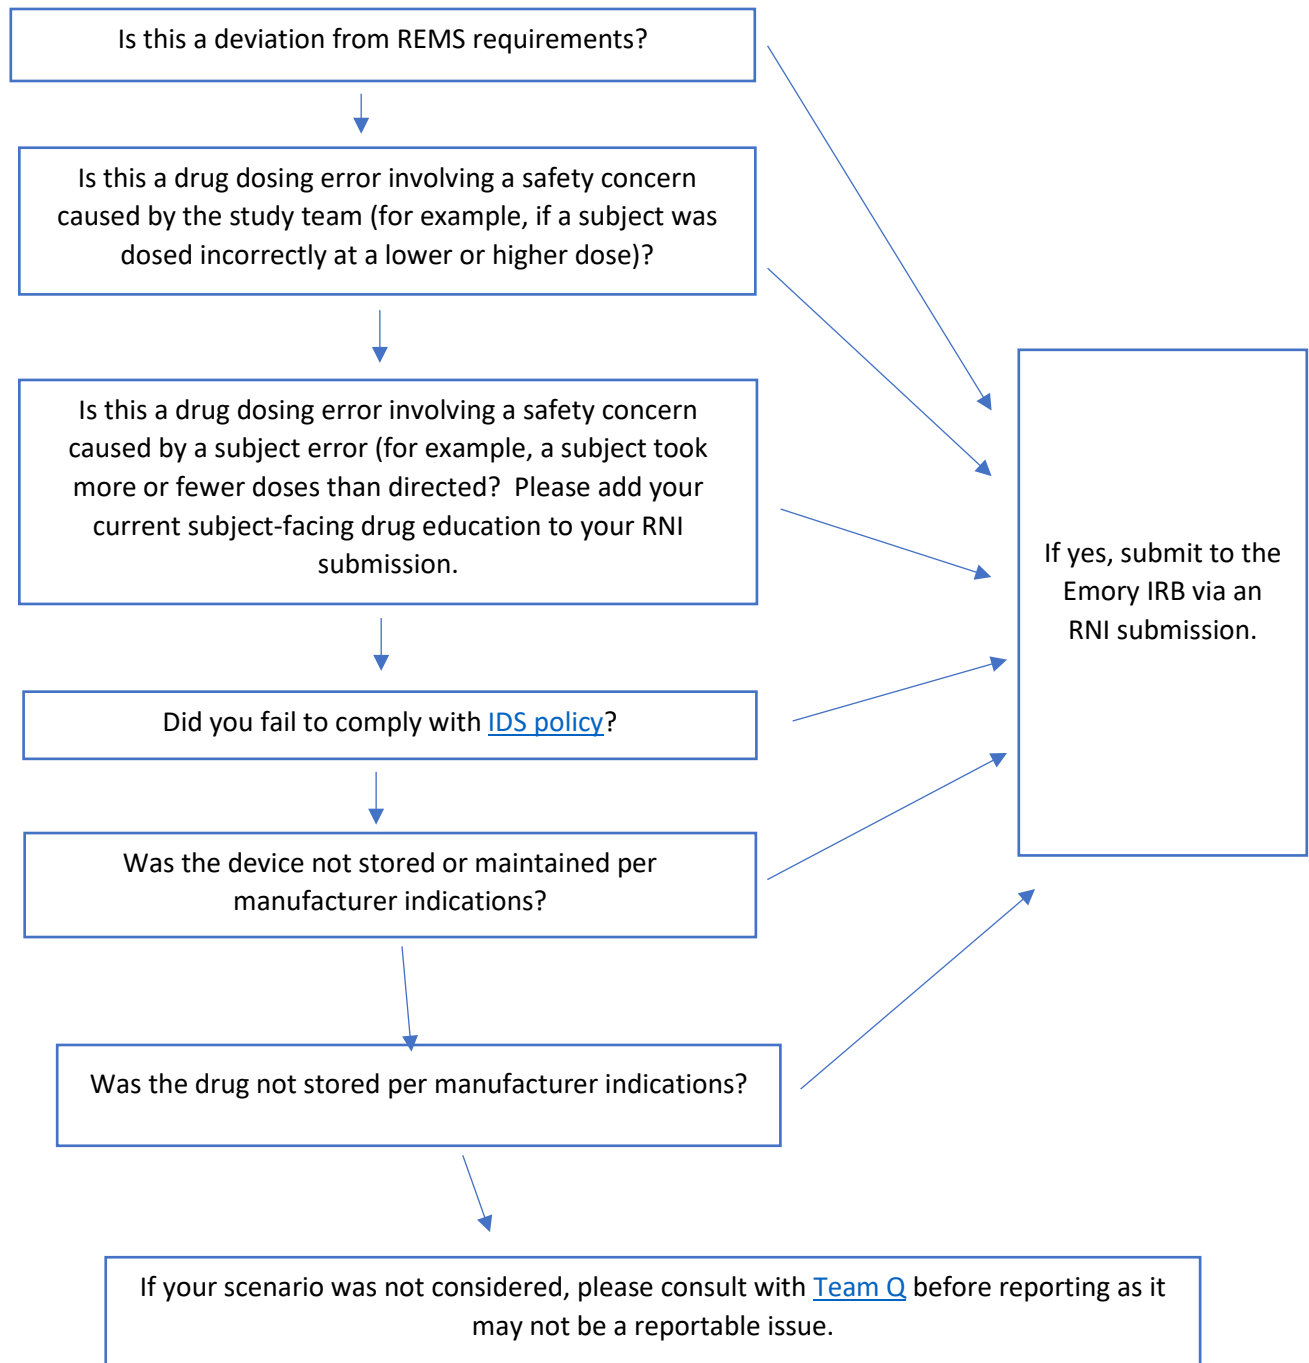 Is this a deviation from REMS requirements?
Is this a drug dosing error involving a safety concern
caused by the study team (for example, if a subject was
dosed incorrectly at a lower or higher dose)?
Is this a drug dosing error involving a safety concern
caused by a subject error (for example, a subject took
more or fewer doses than directed? Please add your
current subject-facing drug education to your RNI
submission.
If yes, submit to the
Emory IRB via an
RNI submission.
Did you fail to comply with IDS policy?
Was the device not stored or maintained per
manufacturer indications?
Was the drug not stored per manufacturer indications?
If your scenario was not considered, please consult with Team Q before reporting as it
may not be a reportable issue.